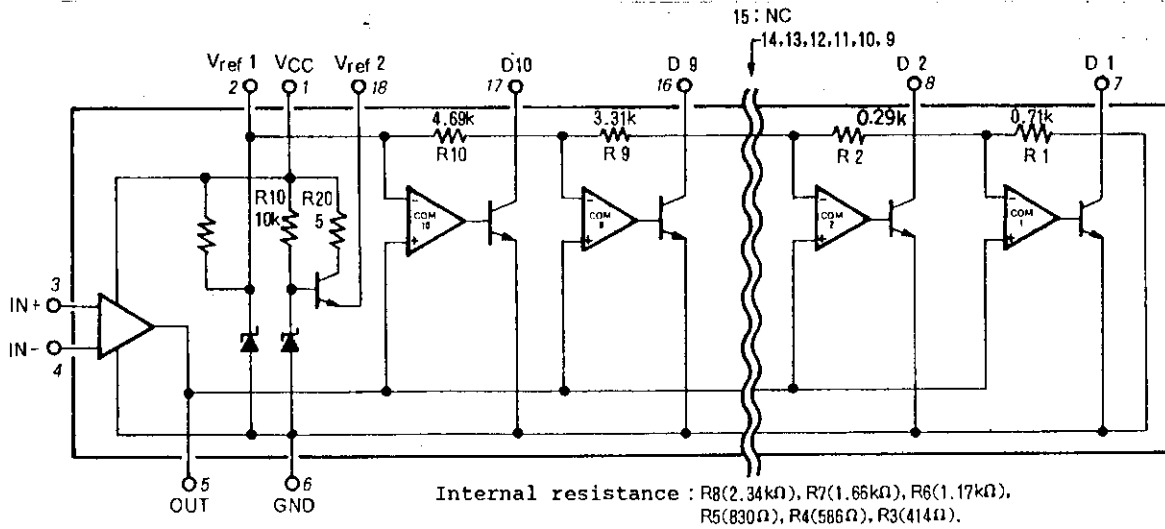 15: NC
14,13,12,11,10, 9
Vref 1 VCC Vref 2 D10 D 9 D 2 D 1
2 1 18 17 16 8 7
4.69k 3.31k 0.29k 0.71k
R10 R 9 R 2 R 1
R10 R20
10k 5
- - - -
COM 10 COM 2 COM 1
+ + + +
3
IN+
IN-
4
5 6
OUT GND
Internal resistance : R8(2.34kΩ), R7(1.66kΩ), R6(1.17kΩ),
R5(830Ω), R4(586Ω), R3(414Ω).